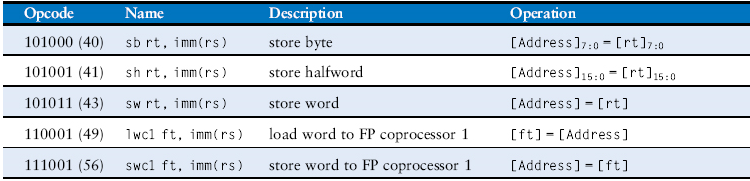 Opcode Name Description Operation
101000 (40) sb rt, imm(rs) store byte [Address]7:0 = [rt]7:0
101001 (41) sh rt, imm(rs) store halfword [Address]15:0 = [rt]15:0
101011 (43) sw rt, imm(rs) store word [Address] = [rt]
110001 (49) lwc1 ft, imm(rs) load word to FP coprocessor 1 [ft] = [Address]
111001 (56) swc1 ft, imm(rs) store word to FP coprocessor 1 [Address] = [ft]